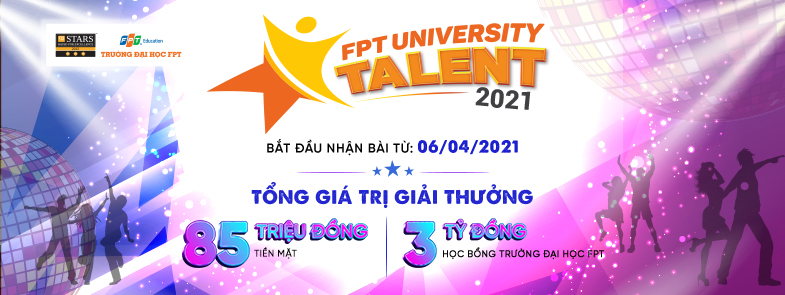 STARS
FPT Education
TRƯỜNG ĐẠI HỌC FPT
FPT UNIVERSITY
TALENT
2021
BẮT ĐẦU NHẬN BÀI TỪ: 06/04/2021
TỔNG GIÁ TRỊ GIẢI THƯỞNG
85 TRIỆU ĐỒNG
TIỀN MẶT
3 TỶ ĐỒNG
HỌC BỒNG TRƯỜNG ĐẠI HỌC FPT